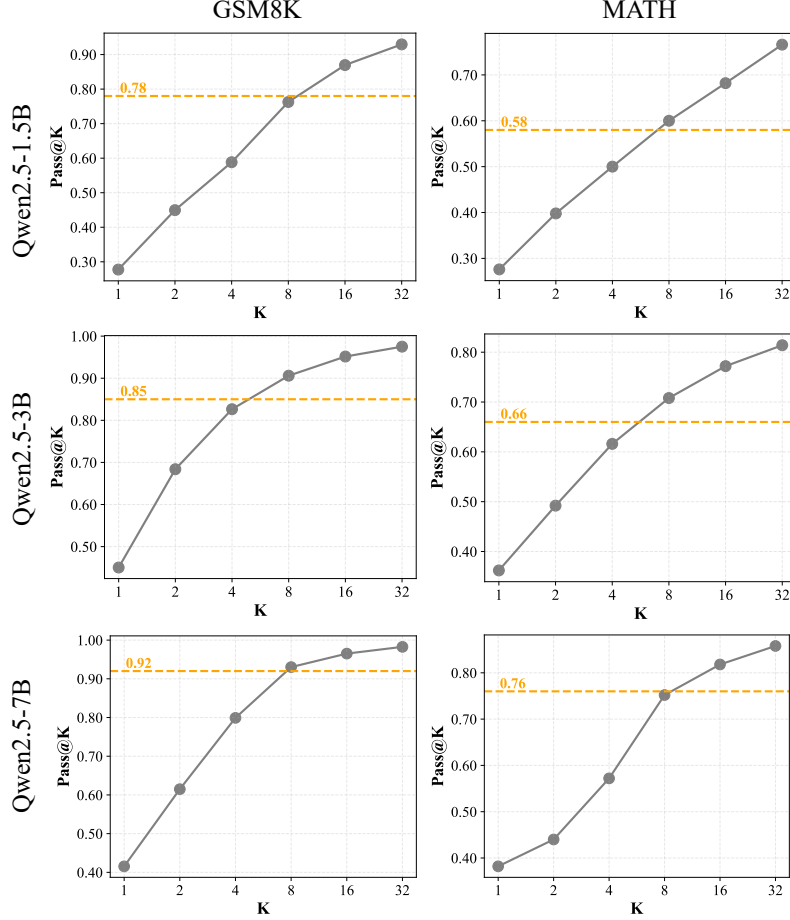 GSM8K
MATH
Qwen2.5-1.5B
Pass@K
0.90
0.80
0.70
0.60
0.50
0.40
0.30
0.78
1 2 4 8 16 32
K
Pass@K
0.70
0.60
0.50
0.40
0.30
0.58
1 2 4 8 16 32
K
Qwen2.5-3B
Pass@K
1.00
0.90
0.80
0.70
0.60
0.50
0.85
1 2 4 8 16 32
K
Pass@K
0.80
0.70
0.60
0.50
0.40
0.66
1 2 4 8 16 32
K
Qwen2.5-7B
Pass@K
1.00
0.90
0.80
0.70
0.60
0.50
0.40
0.92
1 2 4 8 16 32
K
Pass@K
0.80
0.70
0.60
0.50
0.40
0.76
1 2 4 8 16 32
K